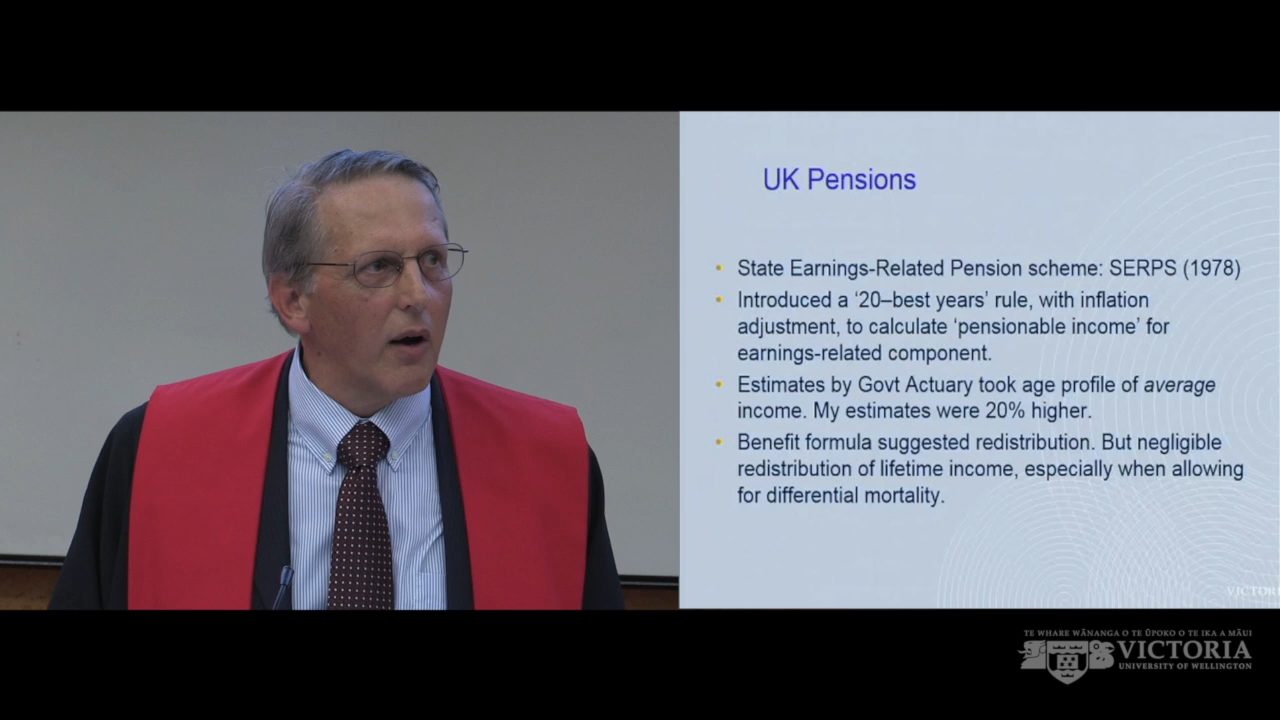 UK Pensions
• State Earnings-Related Pension scheme: SERPS (1978)
• Introduced a ‘20–best years’ rule, with inflation
adjustment, to calculate ‘pensionable income’ for
earnings-related component.
• Estimates by Govt Actuary took age profile of average
income. My estimates were 20% higher.
• Benefit formula suggested redistribution. But negligible
redistribution of lifetime income, especially when allowing
for differential mortality.
VICTOR
TE WHARE WĀNANGA O TE ŪPOKO O TE IKA A MĀUI
VICTORIA
UNIVERSITY OF WELLINGTON